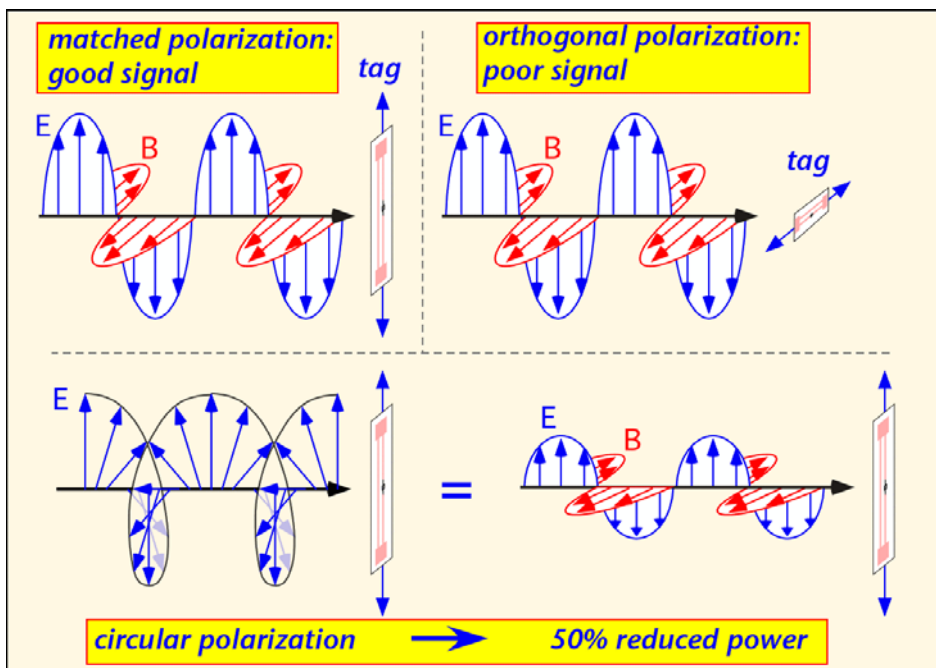 matched polarization:
good signal
tag
E
B
orthogonal polarization:
poor signal
E
B
tag
E
=
E
B
circular polarization
50% reduced power